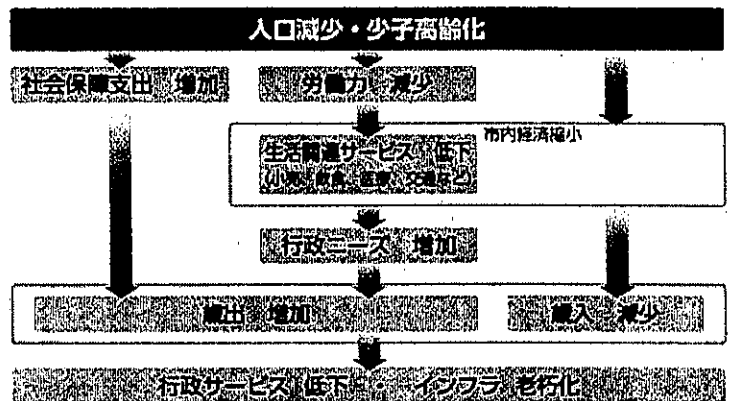 人口減少・少子高齢化
社会保障支出 増加
労働力 減少
市内経済縮小
生活関連サービス 低下
(小売、飲食、医療、交通など)
行政ニーズ 増加
歳出 増加
歳入 減少
行政サービス 低下 ・ インフラ 老朽化